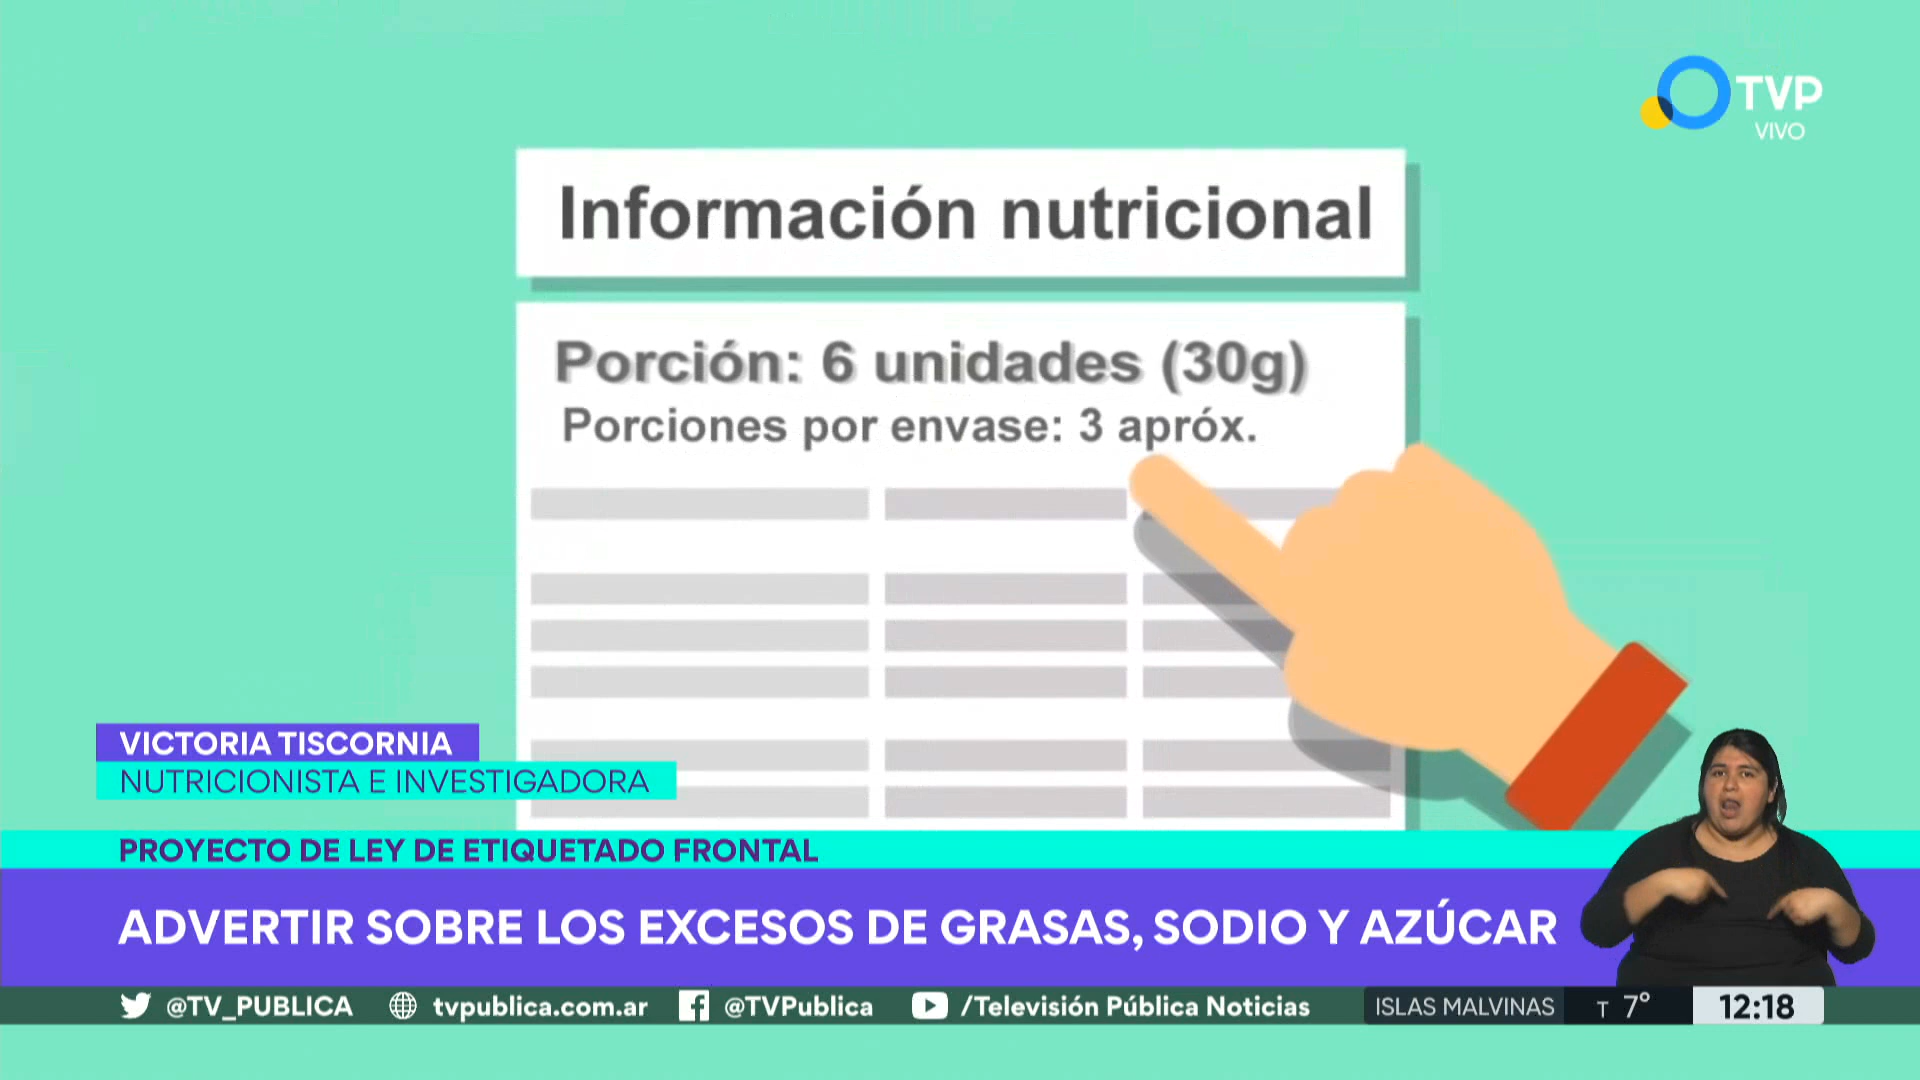 TVP
VIVO
Información nutricional
Porción: 6 unidades (30g)
Porciones por envase: 3 apróx.
VICTORIA TISCORNIA
NUTRICIONISTA E INVESTIGADORA
PROYECTO DE LEY DE ETIQUETADO FRONTAL
ADVERTIR SOBRE LOS EXCESOS DE GRASAS, SODIO Y AZÚCAR
@TV_PUBLICA tvpublica.com.ar @TVPublica /Televisión Pública Noticias ISLAS MALVINAS T 7° 12:18